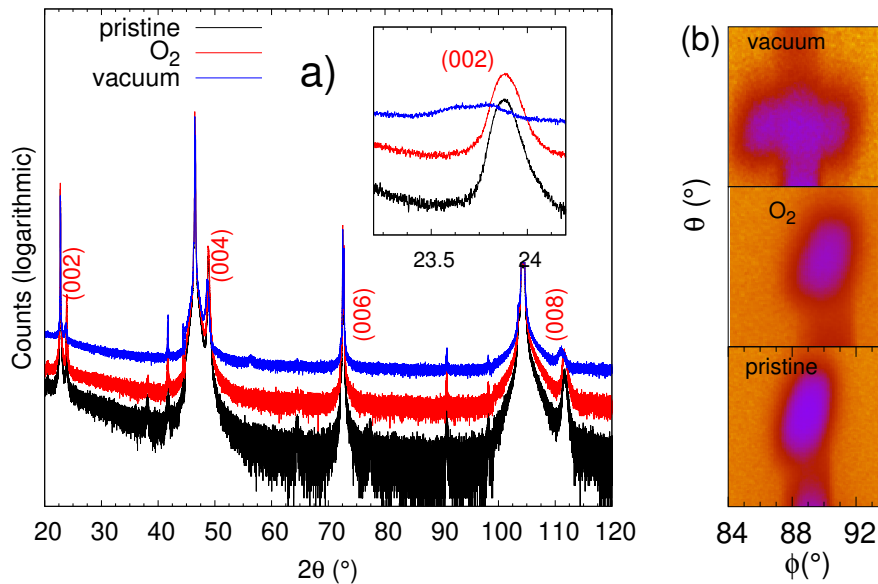 pristine
O2
vacuum
a)
(002)
23.5 24
(002)
(004)
(006)
(008)
Counts (logarithmic)
20 30 40 50 60 70 80 90 100 110 120
2θ (°)
(b)
vacuum
O2
pristine
θ (°)
84 88 92
ϕ(°)